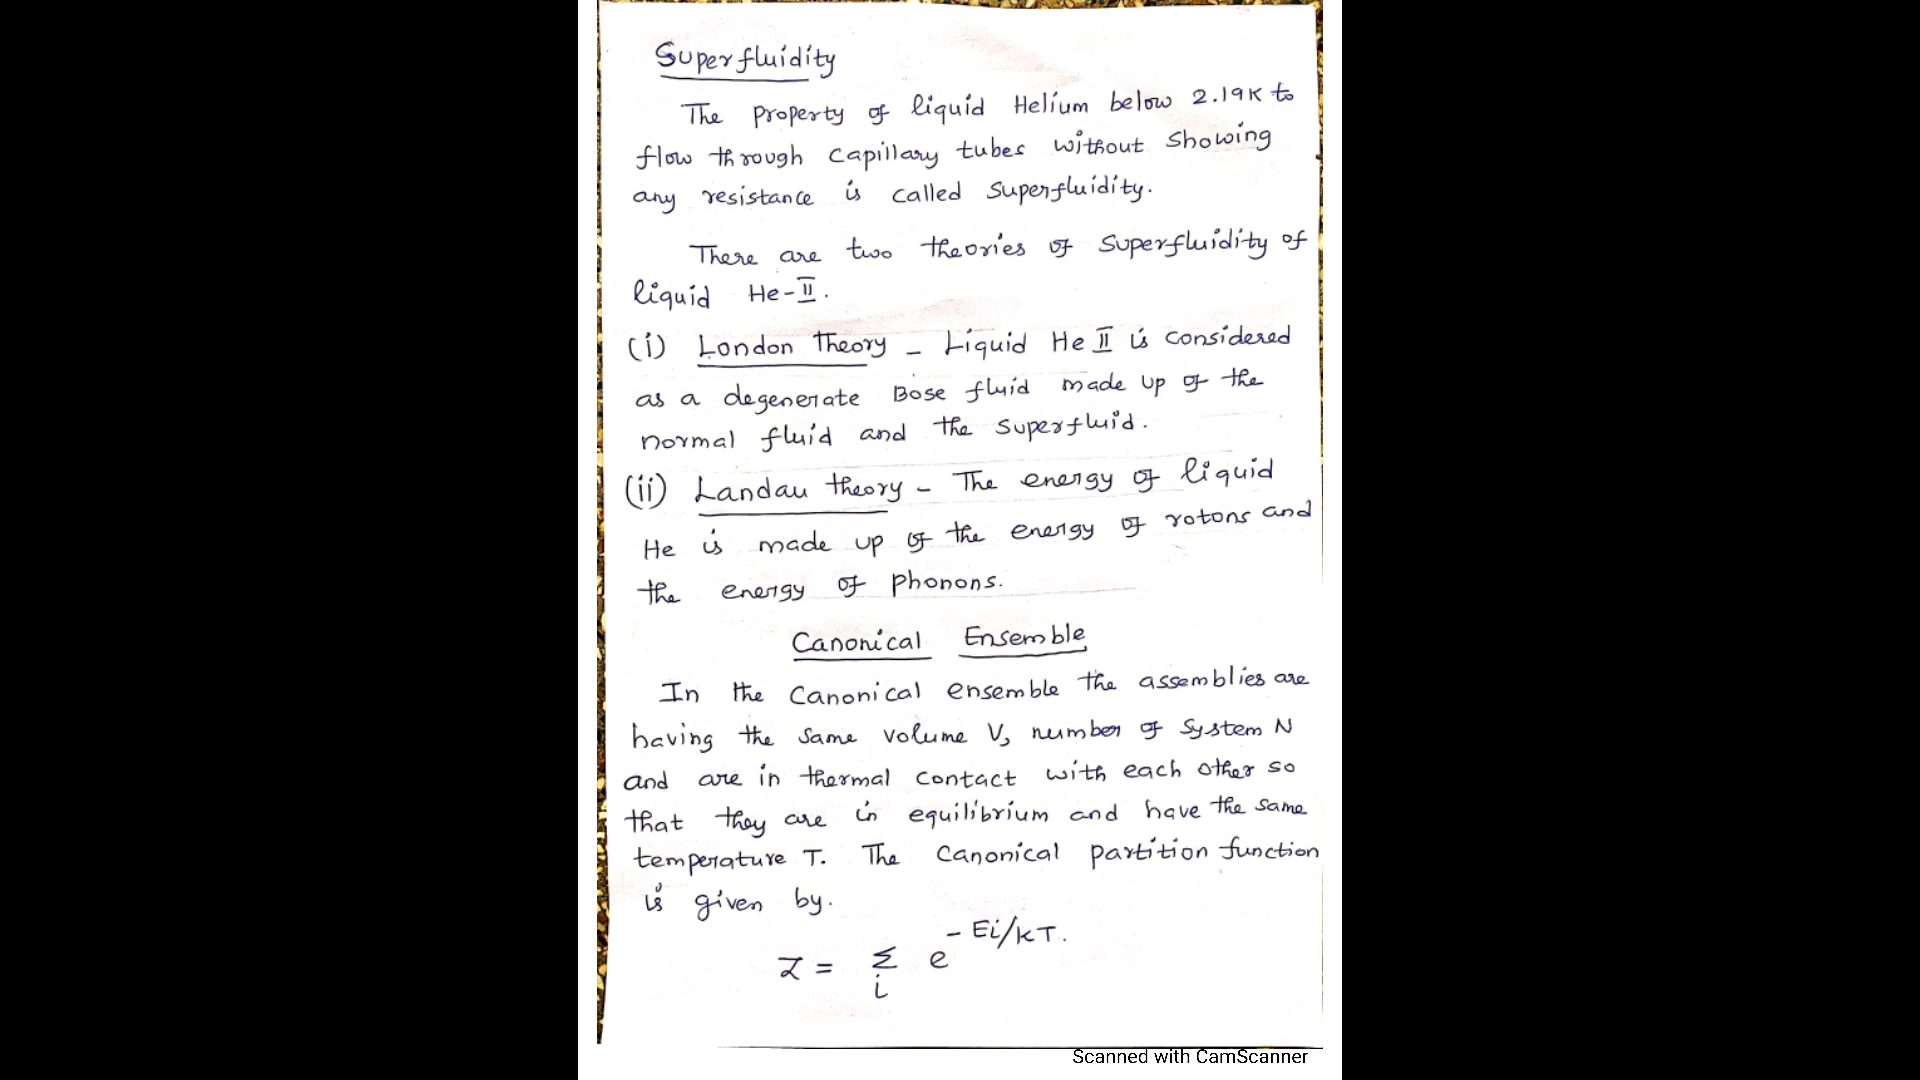 Superfluidity
The property of liquid Helium below 2.19K to
flow through capillary tubes without showing
any resistance is called Superfluidity.
There are two theories of Superfluidity of
liquid He-II.
(i) London Theory - Liquid He II is considered
as a degenerate Bose fluid made up of the
normal fluid and the superfluid.
(ii) Landau theory - The energy of liquid
He is made up of the energy of rotons and
the energy of phonons.
Canonical Ensemble
In the canonical ensemble the assemblies are
having the same volume V, number of system N
and are in thermal contact with each other so
that they are in equilibrium and have the same
temperature T. The canonical partition function
is given by.
Z = Σ_i e^{-Ei/KT}.
Scanned with CamScanner